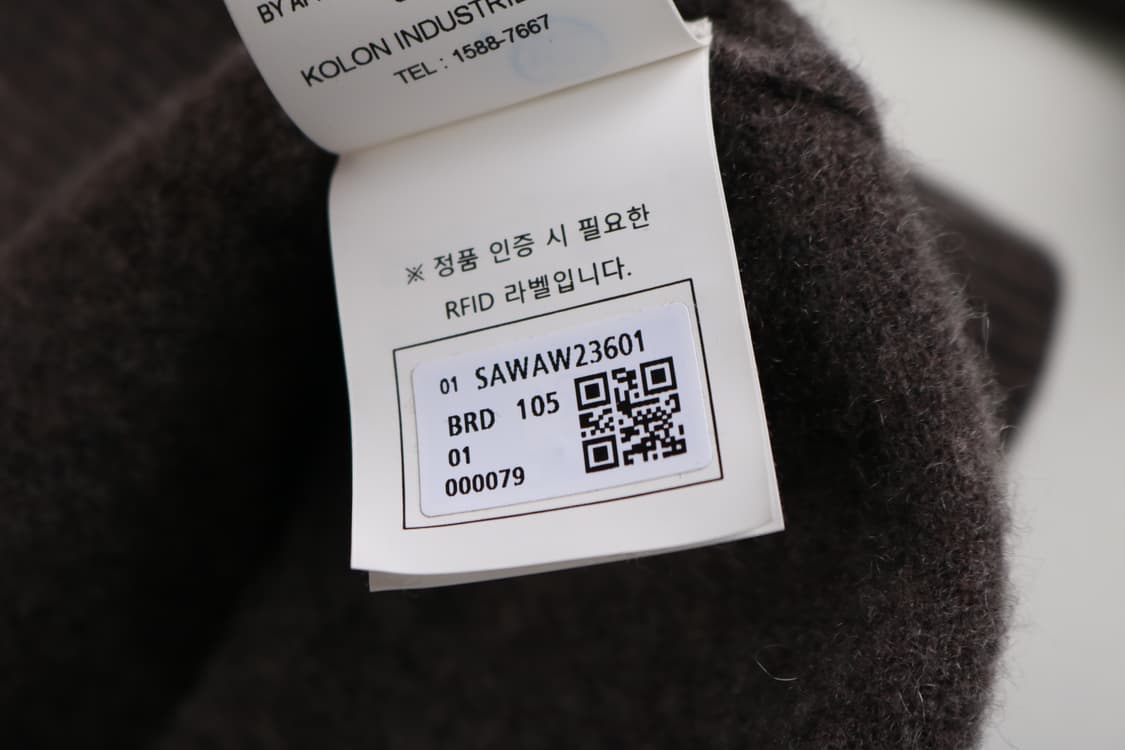 BY
KOLON
TEL : 1588-7667
※ 정품 인증 시 필요한
RFID 라벨입니다.
01 SAWAW23601
BRD 105
01
000079